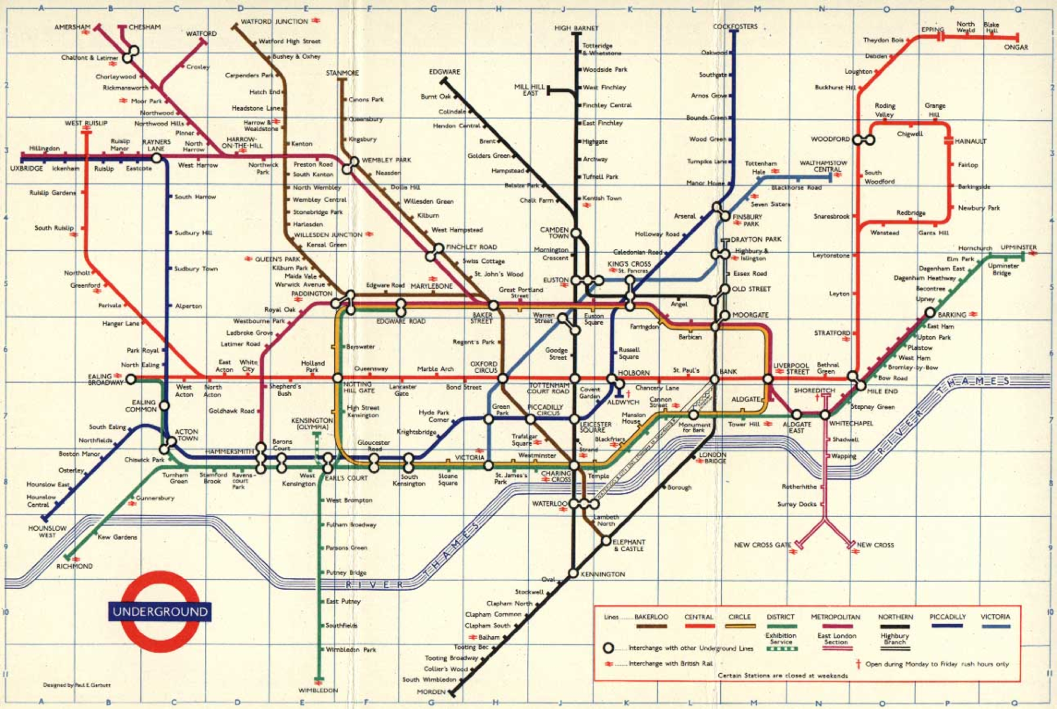 A B C D E F G H J K L M N O P Q
AMERSHAM
CHESHAM
Chalfont & Latimer
WATFORD
Croxley
Chorleywood
Rickmansworth
Moor Park
Northwood
Northwood Hills
Pinner
North Harrow
HARROW-
ON-THE-HILL
WEST RUISLIP
Hillingdon
Ruislip
Manor
RAYNERS
LANE
UXBRIDGE
Ickenham
Ruislip
Eastcote
West Harrow
Northwick
Park
Preston Road
WATFORD JUNCTION
Watford High Street
Bushey & Oxhey
Carpenders Park
Hatch End
Headstone Lane
Harrow &
Wealdstone
Kenton
South Kenton
North Wembley
Wembley Central
Stonebridge Park
Harlesden
WILLESDEN JUNCTION
Kensal Green
QUEEN'S PARK
Kilburn Park
Maida Vale
Warwick Avenue
PADDINGTON
STANMORE
Canons Park
Queensbury
Kingsbury
WEMBLEY PARK
Neasden
Dollis Hill
Willesden Green
Kilburn
West Hampstead
FINCHLEY ROAD
Swiss Cottage
St. John's Wood
Edgware Road
MARYLEBONE
EDGWARE ROAD
BAKER
STREET
Great Portland
Street
EDGWARE
Burnt Oak
Colindale
Hendon Central
Brent
Golders Green
Hampstead
Belsize Park
Chalk Farm
CAMDEN
TOWN
Mornington
Crescent
EUSTON
HIGH BARNET
Totteridge
& Whetstone
Woodside Park
MILL HILL
EAST
West Finchley
Finchley Central
East Finchley
Highgate
Archway
Tufnell Park
Kentish Town
COCKFOSTERS
Oakwood
Southgate
Arnos Grove
Bounds Green
Wood Green
Turnpike Lane
Manor House
Tottenham
Hale
WALTHAMSTOW
CENTRAL
Blackhorse Road
Seven Sisters
Arsenal
FINSBURY
PARK
Holloway Road
DRAYTON PARK
Caledonian Road
Highbury &
Islington
KING'S CROSS
St. Pancras
Essex Road
OLD STREET
Angel
MOORGATE
Warren
Street
Euston
Square
Farringdon
Barbican
EPPING
North
Weald
Blake
Hall
ONGAR
Theydon Bois
Debden
Loughton
Buckhurst Hill
Roding
Valley
Grange
Hill
Chigwell
WOODFORD
HAINAULT
Fairlop
South
Woodford
Barkingside
Newbury Park
Snaresbrook
Redbridge
Wanstead
Gants Hill
Leytonstone
Leyton
STRATFORD
Hornchurch
UPMINSTER
Elm Park
Upminster
Bridge
Dagenham East
Dagenham Heathway
Becontree
Upney
BARKING
East Ham
Upton Park
Plaistow
West Ham
Bromley-by-Bow
Bow Road
MILE END
Stepney Green
Ruislip Gardens
South Ruislip
Northolt
Greenford
Perivale
Hanger Lane
South Harrow
Sudbury Hill
Sudbury Town
Alperton
Park Royal
North Ealing
EALING
BROADWAY
EALING
COMMON
West
Acton
North
Acton
East
Acton
White
City
Shepherd's
Bush
Holland
Park
NOTTING
HILL GATE
Lancaster
Gate
Marble Arch
Bond Street
OXFORD
CIRCUS
TOTTENHAM
COURT ROAD
HOLBORN
Chancery Lane
St. Paul's
BANK
LIVERPOOL
STREET
Bethnal
Green
Royal Oak
Westbourne Park
Ladbroke Grove
Latimer Road
Goldhawk Road
Bayswater
Regent's Park
Goodge
Street
Russell
Square
High Street
Kensington
KENSINGTON
(OLYMPIA)
Hyde Park
Corner
Knightsbridge
Green
Park
PICCADILLY
CIRCUS
Covent
Garden
ALDWYCH
LEICESTER
SQUARE
Trafalgar
Square
Strand
Cannon
Street
Mansion
House
Blackfriars
Monument
for Bank
ALDGATE
Tower Hill
SHOREDITCH
ALDGATE
EAST
WHITECHAPEL
Shadwell
Wapping
Rotherhithe
Surrey Docks
NEW CROSS GATE
NEW CROSS
South Ealing
Northfields
Boston Manor
Osterley
Hounslow East
Hounslow
Central
HOUNSLOW
WEST
ACTON
TOWN
Chiswick Park
HAMMERSMITH
Turnham
Green
Stamford
Brook
Ravens-
court
Park
Barons
Court
West
Kensington
EARL'S COURT
Gloucester
Road
South
Kensington
Sloane
Square
VICTORIA
St. James's
Park
Westminster
CHARING
CROSS
Temple
Gunnersbury
Kew Gardens
RICHMOND
West Brompton
Fulham Broadway
Parsons Green
Putney Bridge
East Putney
Southfields
Wimbledon Park
WIMBLEDON
WATERLOO
Lambeth
North
LONDON
BRIDGE
Borough
ELEPHANT
& CASTLE
KENNINGTON
Oval
Stockwell
Clapham North
Clapham Common
Clapham South
Balham
Tooting Bec
Tooting Broadway
Collier's Wood
South Wimbledon
MORDEN
RIVER THAMES
RIVER THAMES
UNDERGROUND
Lines BAKERLOO CENTRAL CIRCLE DISTRICT METROPOLITAN NORTHERN PICCADILLY VICTORIA
Exhibition
Service
East London
Section
Highbury
Branch
Interchange with other Underground Lines
Interchange with British Rail
† Open during Monday to Friday rush hours only
Certain Stations are closed at weekends
Designed by Paul E. Garbutt
1 2 3 4 5 6 7 8 9 10 11
A B C D E F G H J K L M N O P Q